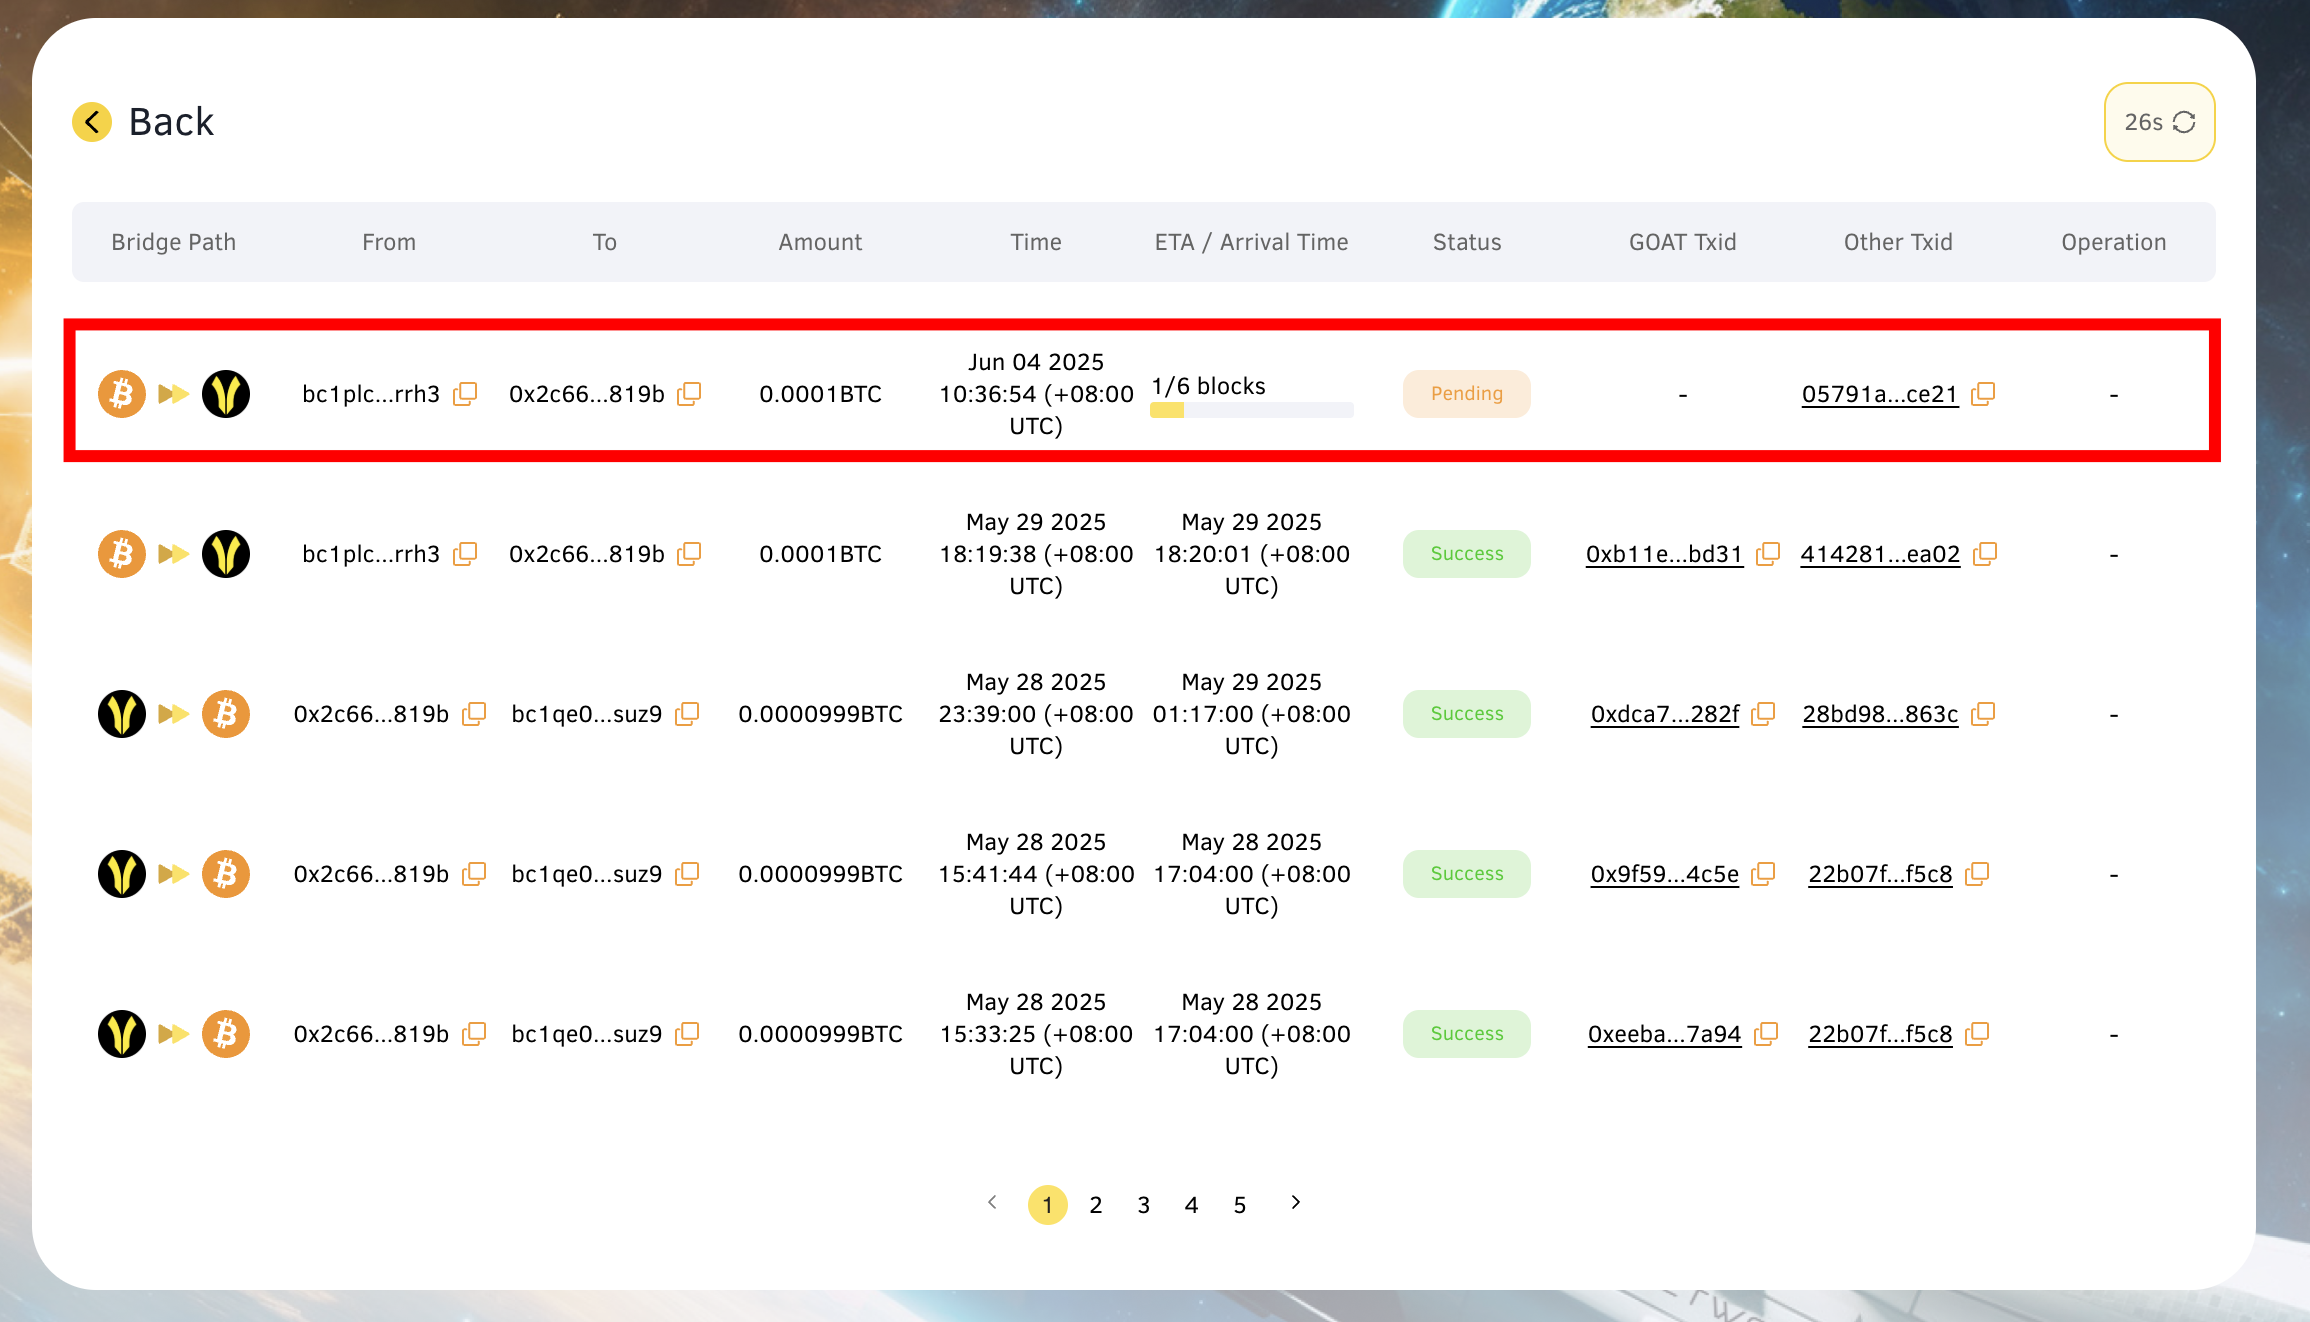 Back
26s
Bridge Path From To Amount Time ETA / Arrival Time Status GOAT Txid Other Txid Operation
Jun 04 2025
1/6 blocks
bc1plc...rrh3 0x2c66...819b 0.0001BTC 10:36:54 (+08:00 Pending - 05791a...ce21 -
UTC)
May 29 2025 May 29 2025
bc1plc...rrh3 0x2c66...819b 0.0001BTC 18:19:38 (+08:00 18:20:01 (+08:00 Success 0xb11e...bd31 414281...ea02 -
UTC) UTC)
May 28 2025 May 29 2025
0x2c66...819b bc1qe0...suz9 0.0000999BTC 23:39:00 (+08:00 01:17:00 (+08:00 Success 0xdca7...282f 28bd98...863c -
UTC) UTC)
May 28 2025 May 28 2025
0x2c66...819b bc1qe0...suz9 0.0000999BTC 15:41:44 (+08:00 17:04:00 (+08:00 Success 0x9f59...4c5e 22b07f...f5c8 -
UTC) UTC)
May 28 2025 May 28 2025
0x2c66...819b bc1qe0...suz9 0.0000999BTC 15:33:25 (+08:00 17:04:00 (+08:00 Success 0xeeba...7a94 22b07f...f5c8 -
UTC) UTC)
< 1 2 3 4 5 >